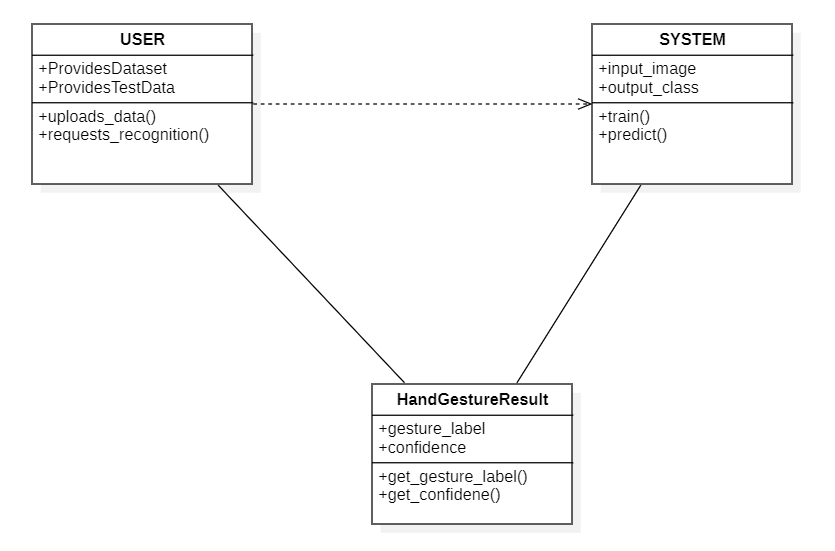 USER
+ProvidesDataset
+ProvidesTestData
+uploads_data()
+requests_recognition()
SYSTEM
+input_image
+output_class
+train()
+predict()
HandGestureResult
+gesture_label
+confidence
+get_gesture_label()
+get_confidene()